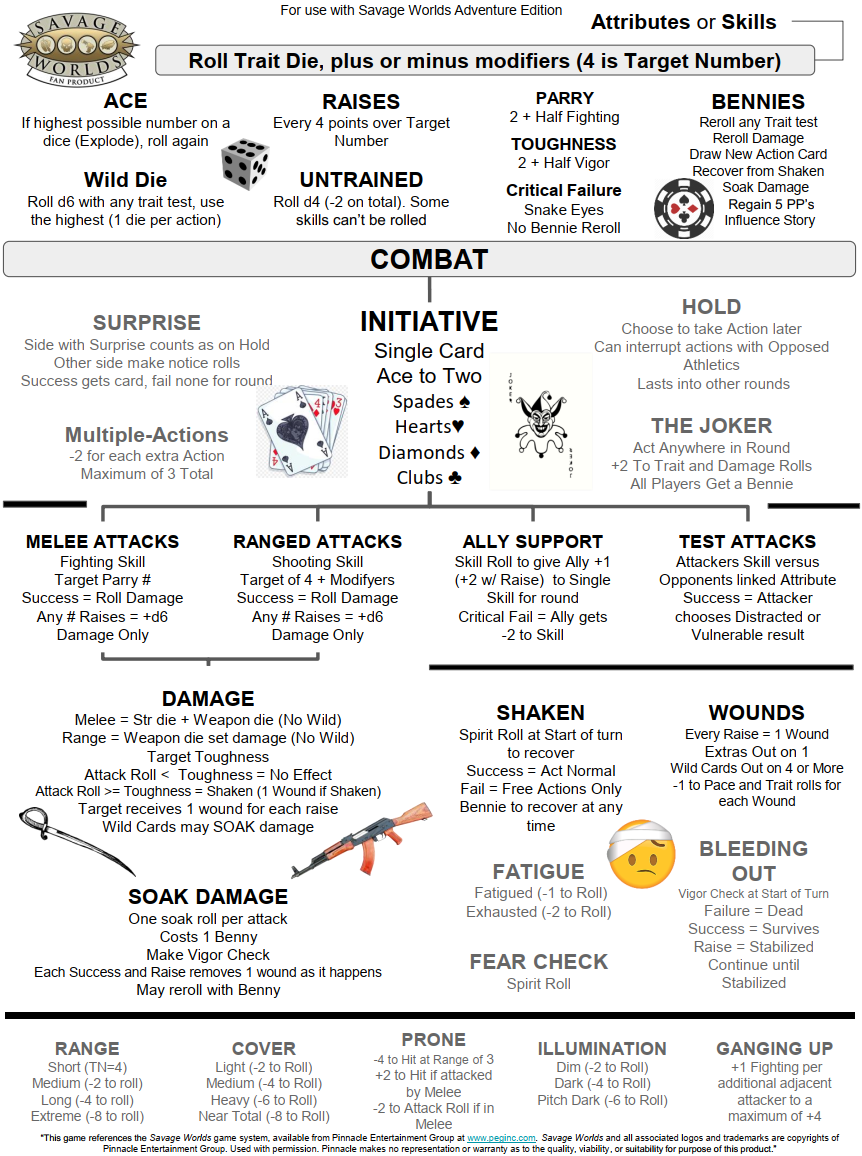 For use with Savage Worlds Adventure Edition
Attributes or Skills
SAVAGE
WORLDS
FAN PRODUCT
Roll Trait Die, plus or minus modifiers (4 is Target Number)
ACE
If highest possible number on a
dice (Explode), roll again
Wild Die
Roll d6 with any trait test, use
the highest (1 die per action)
RAISES
Every 4 points over Target
Number
UNTRAINED
Roll d4 (-2 on total). Some
skills can't be rolled
PARRY
2 + Half Fighting
TOUGHNESS
2 + Half Vigor
Critical Failure
Snake Eyes
No Bennie Reroll
BENNIES
Reroll any Trait test
Reroll Damage
Draw New Action Card
Recover from Shaken
Soak Damage
Regain 5 PP's
Influence Story
COMBAT
SURPRISE
Side with Surprise counts as on Hold
Other side make notice rolls
Success gets card, fail none for round
Multiple-Actions
-2 for each extra Action
Maximum of 3 Total
A
A
4
3
INITIATIVE
Single Card
Ace to Two
Spades ♠
Hearts♥
Diamonds ♦
Clubs ♣
JOKER
JOKER
HOLD
Choose to take Action later
Can interrupt actions with Opposed
Athletics
Lasts into other rounds
THE JOKER
Act Anywhere in Round
+2 To Trait and Damage Rolls
All Players Get a Bennie
MELEE ATTACKS
Fighting Skill
Target Parry #
Success = Roll Damage
Any # Raises = +d6
Damage Only
RANGED ATTACKS
Shooting Skill
Target of 4 + Modifyers
Success = Roll Damage
Any # Raises = +d6
Damage Only
ALLY SUPPORT
Skill Roll to give Ally +1
(+2 w/ Raise) to Single
Skill for round
Critical Fail = Ally gets
-2 to Skill
TEST ATTACKS
Attackers Skill versus
Opponents linked Attribute
Success = Attacker
chooses Distracted or
Vulnerable result
DAMAGE
Melee = Str die + Weapon die (No Wild)
Range = Weapon die set damage (No Wild)
Target Toughness
Attack Roll < Toughness = No Effect
Attack Roll >= Toughness = Shaken (1 Wound if Shaken)
Target receives 1 wound for each raise
Wild Cards may SOAK damage
SOAK DAMAGE
One soak roll per attack
Costs 1 Benny
Make Vigor Check
Each Success and Raise removes 1 wound as it happens
May reroll with Benny
SHAKEN
Spirit Roll at Start of turn
to recover
Success = Act Normal
Fail = Free Actions Only
Bennie to recover at any
time
FATIGUE
Fatigued (-1 to Roll)
Exhausted (-2 to Roll)
FEAR CHECK
Spirit Roll
WOUNDS
Every Raise = 1 Wound
Extras Out on 1
Wild Cards Out on 4 or More
-1 to Pace and Trait rolls for
each Wound
BLEEDING
OUT
Vigor Check at Start of Turn
Failure = Dead
Success = Survives
Raise = Stabilized
Continue until
Stabilized
RANGE
Short (TN=4)
Medium (-2 to roll)
Long (-4 to roll)
Extreme (-8 to roll)
COVER
Light (-2 to Roll)
Medium (-4 to Roll)
Heavy (-6 to Roll)
Near Total (-8 to Roll)
PRONE
-4 to Hit at Range of 3
+2 to Hit if attacked
by Melee
-2 to Attack Roll if in
Melee
ILLUMINATION
Dim (-2 to Roll)
Dark (-4 to Roll)
Pitch Dark (-6 to Roll)
GANGING UP
+1 Fighting per
additional adjacent
attacker to a
maximum of +4
"This game references the Savage Worlds game system, available from Pinnacle Entertainment Group at www.peginc.com. Savage Worlds and all associated logos and trademarks are copyrights of
Pinnacle Entertainment Group. Used with permission. Pinnacle makes no representation or warranty as to the quality, viability, or suitability for purpose of this product."